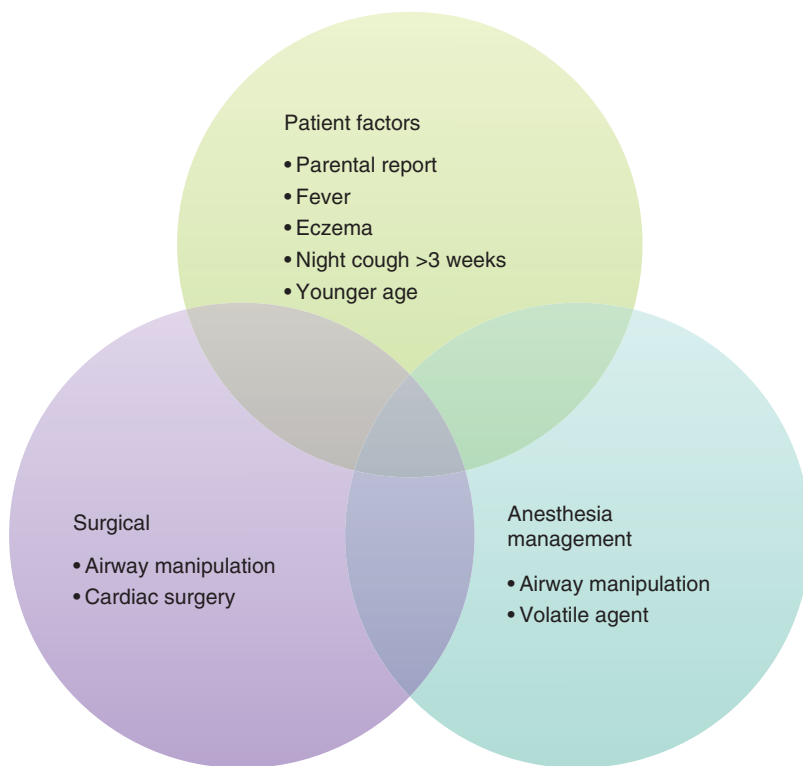 Patient factors
• Parental report
• Fever
• Eczema
• Night cough >3 weeks
• Younger age
Surgical
• Airway manipulation
• Cardiac surgery
Anesthesia
management
• Airway manipulation
• Volatile agent